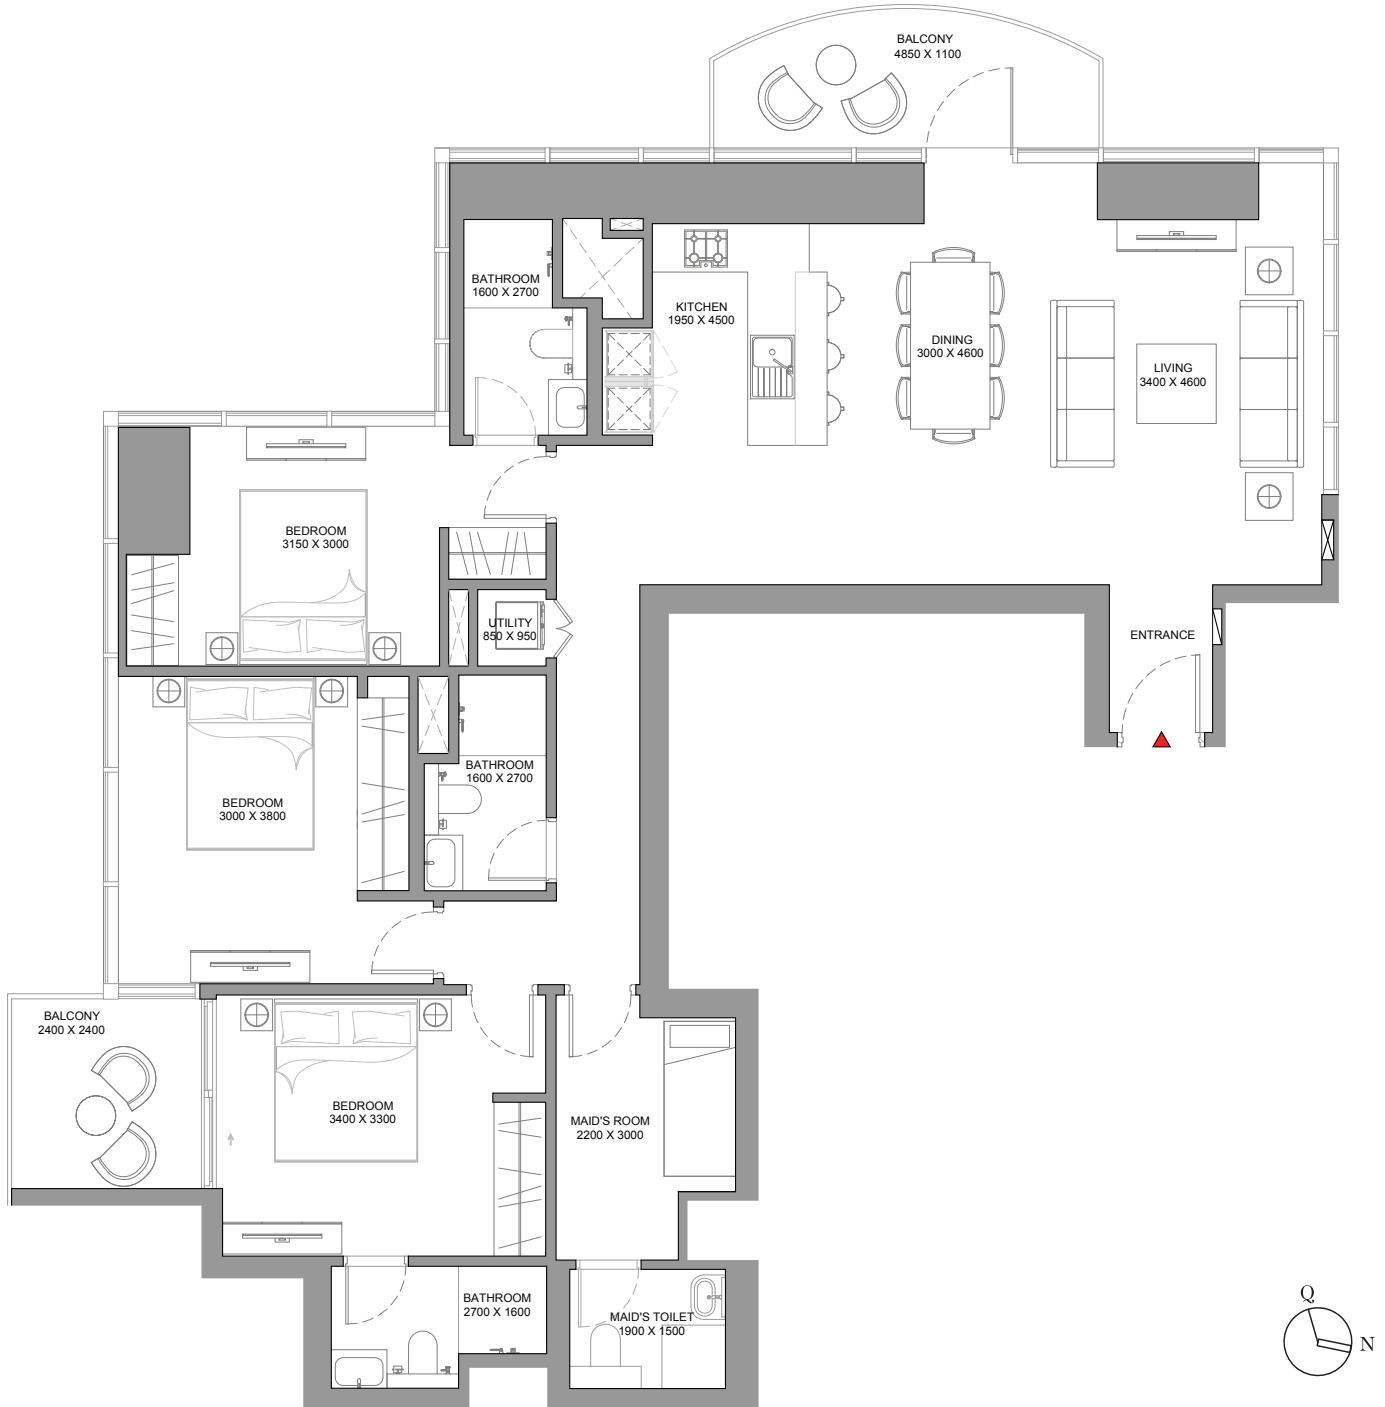 BALCONY
4850 X 1100
BATHROOM
1600 X 2700
KITCHEN
1950 X 4500
DINING
3000 X 4600
LIVING
3400 X 4600
BEDROOM
3150 X 3000
UTILITY
850 X 950
ENTRANCE
BATHROOM
1600 X 2700
BEDROOM
3000 X 3800
BALCONY
2400 X 2400
BEDROOM
3400 X 3300
MAID'S ROOM
2200 X 3000
BATHROOM
2700 X 1600
MAID'S TOILET
1900 X 1500
Q
N